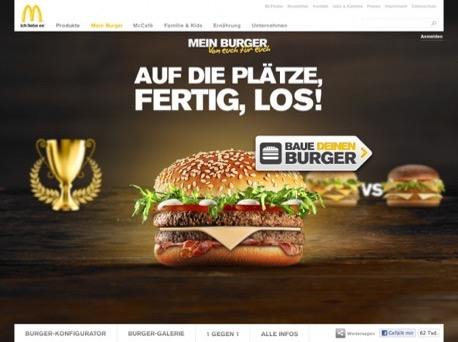 McFinder Newsletter Kontakt Jobs & Karriere Presse Impressum Datenschutz
ich liebe es
Produkte Mein Burger McCafé Familie & Kids Ernährung Unternehmen
Anmelden
MEIN BURGER
Von euch für euch
AUF DIE PLÄTZE,
FERTIG, LOS!
BAUE DEINEN
BURGER
VS
BURGER-KONFIGURATOR BURGER-GALERIE 1 GEGEN 1 ALLE INFOS
Weitersagen
Gefällt mir
62 Tsd.